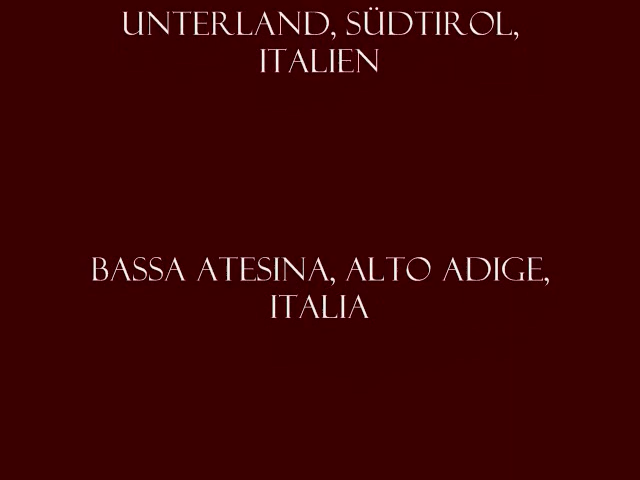 UNTERLAND, SÜDTIROL,
ITALIEN
BASSA ATESINA, ALTO ADIGE,
ITALIA